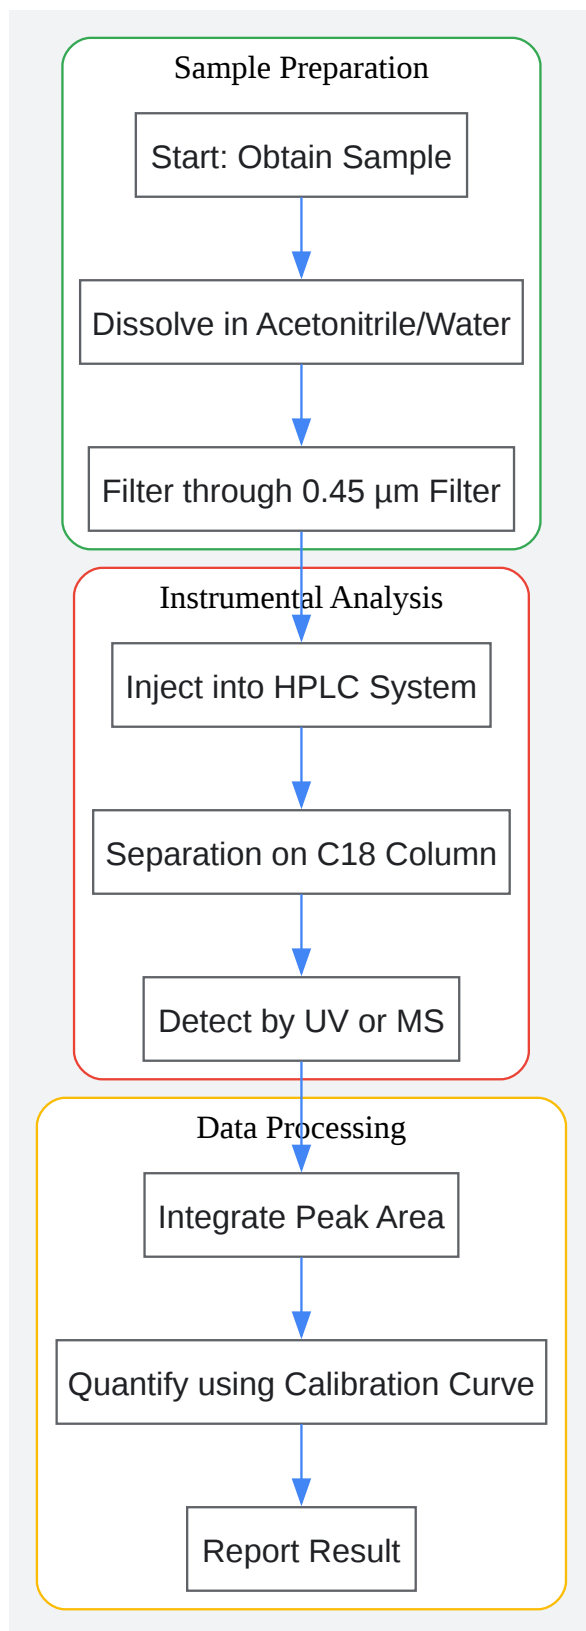 Sample Preparation
Start: Obtain Sample
Dissolve in Acetonitrile/Water
Filter through 0.45 µm Filter
Instrumental Analysis
Inject into HPLC System
Separation on C18 Column
Detect by UV or MS
Data Processing
Integrate Peak Area
Quantify using Calibration Curve
Report Result